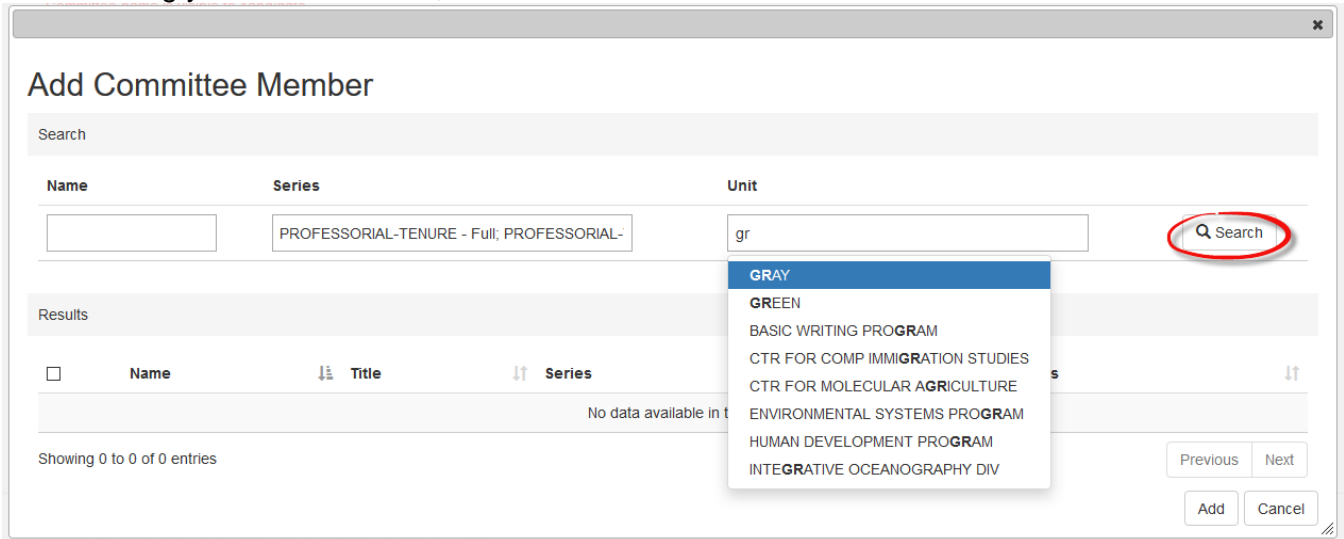 Add Committee Member
Search
Name Series Unit
PROFESSORIAL-TENURE - Full; PROFESSORIAL- gr Search
GRAY
GREEN
BASIC WRITING PROGRAM
CTR FOR COMP IMMIGRATION STUDIES
CTR FOR MOLECULAR AGRICULTURE
ENVIRONMENTAL SYSTEMS PROGRAM
HUMAN DEVELOPMENT PROGRAM
INTEGRATIVE OCEANOGRAPHY DIV
Results
Name Title Series
No data available in
Showing 0 to 0 of 0 entries
Previous Next
Add Cancel